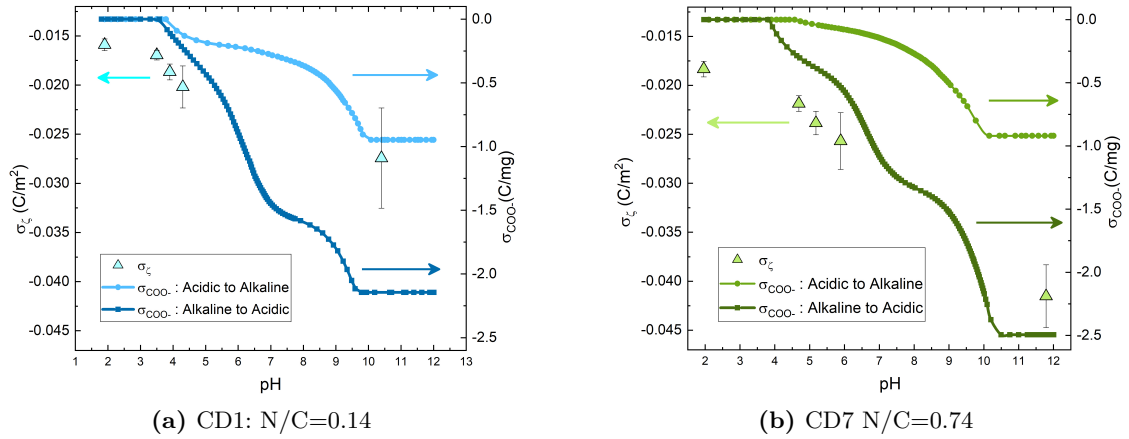 -0.015
-0.020
-0.025
-0.030
-0.035
-0.040
-0.045
σζ (C/m²)
0.0
-0.5
-1.0
-1.5
-2.0
-2.5
σCOO-(C/mg)
σζ
σCOO- : Acidic to Alkaline
σCOO- : Alkaline to Acidic
1 2 3 4 5 6 7 8 9 10 11 12 13
pH
(a) CD1: N/C=0.14
-0.015
-0.020
-0.025
-0.030
-0.035
-0.040
-0.045
σζ (C/m²)
0.0
-0.5
-1.0
-1.5
-2.0
-2.5
σCOO-(C/mg)
σζ
σCOO- : Acidic to Alkaline
σCOO- : Alkaline to Acidic
2 3 4 5 6 7 8 9 10 11 12
pH
(b) CD7 N/C=0.74